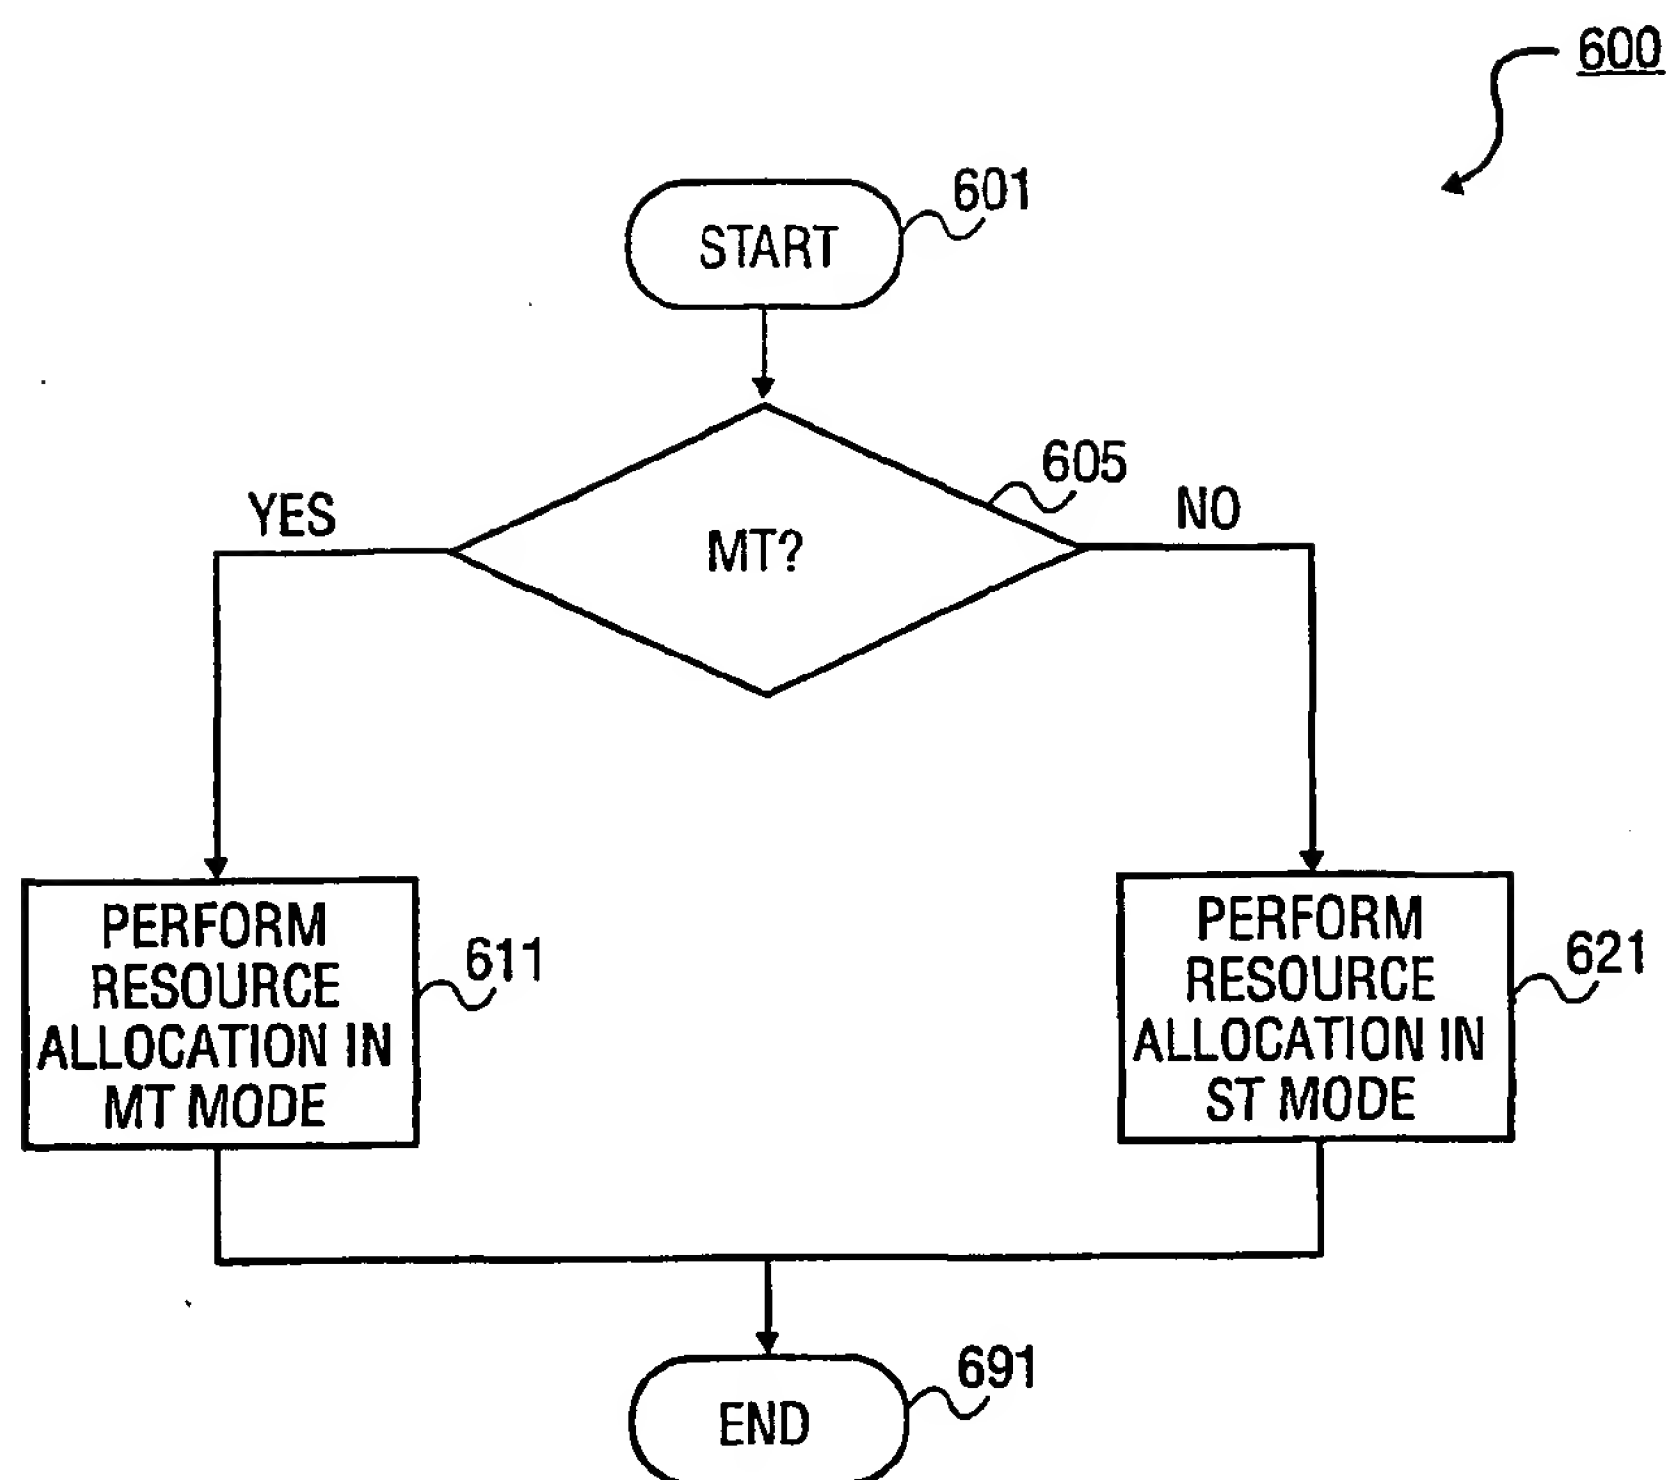 600
601
START
605
YES
NO
MT?
PERFORM
RESOURCE
ALLOCATION IN
MT MODE
611
PERFORM
RESOURCE
ALLOCATION IN
ST MODE
621
691
END